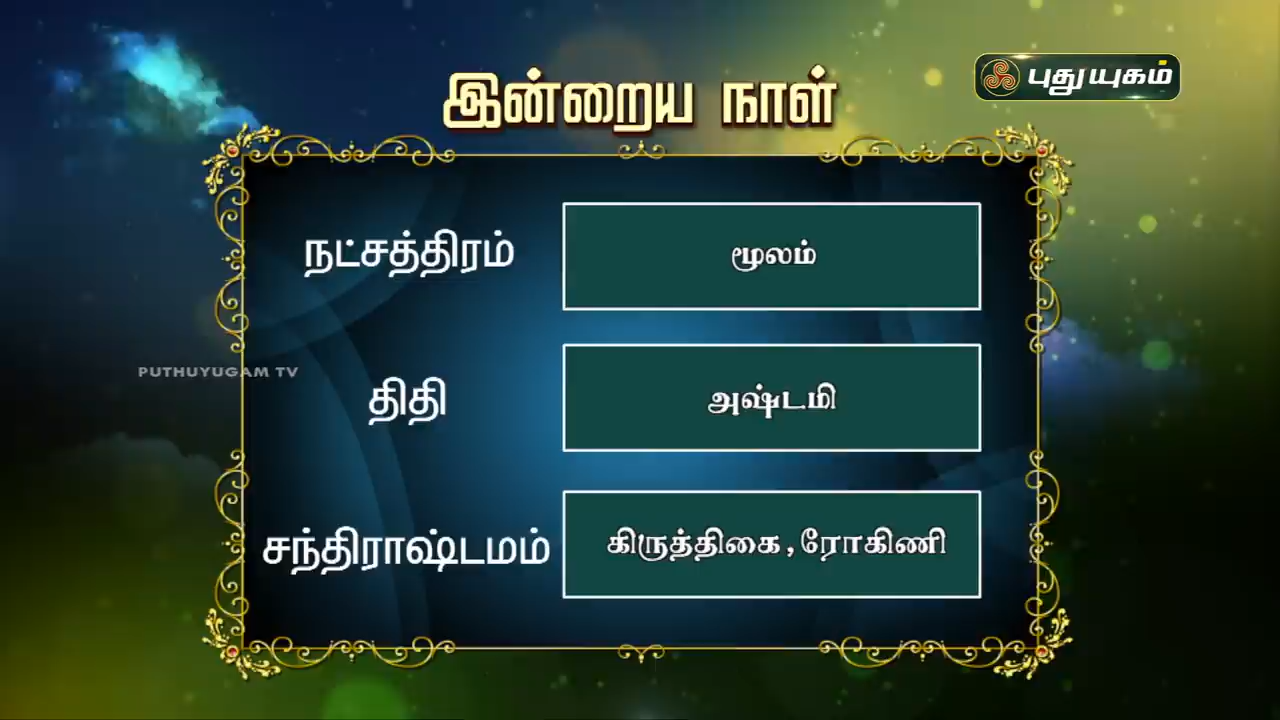 புதுயுகம்
இன்றைய நாள்
நட்சத்திரம்
மூலம்
PUTHUYUGAM TV
திதி
அஷ்டமி
சந்திராஷ்டமம்
கிருத்திகை,ரோகிணி